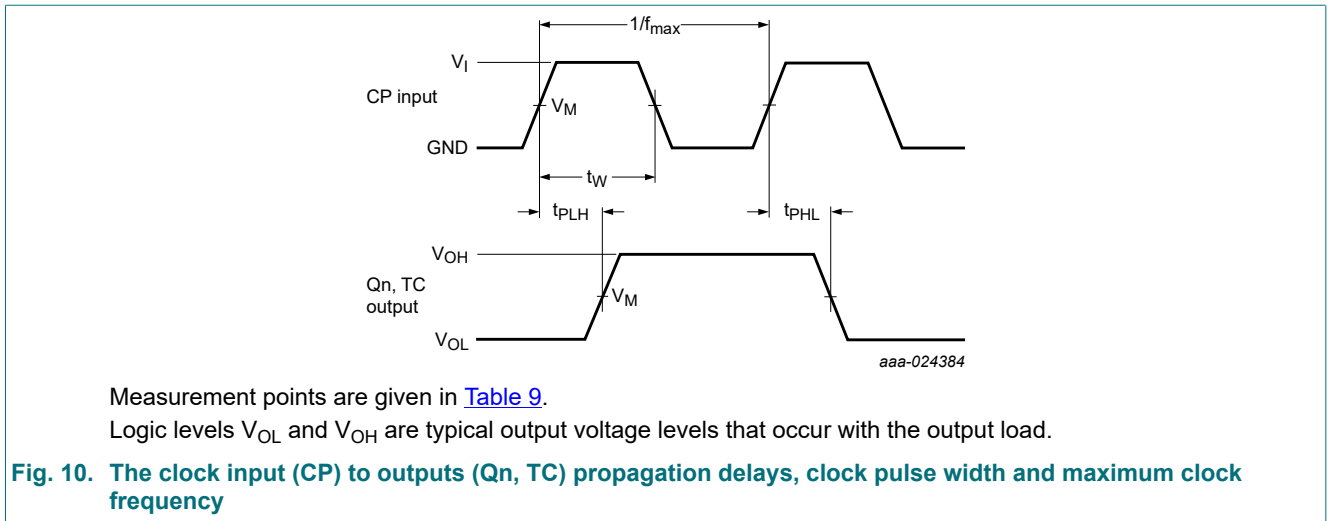 1/fmax
VI
CP input
VM
GND
tW
tPLH
tPHL
VOH
Qn, TC
output
VM
VOL
aaa-024384
Measurement points are given in Table 9.
Logic levels VOL and VOH are typical output voltage levels that occur with the output load.
Fig. 10. The clock input (CP) to outputs (Qn, TC) propagation delays, clock pulse width and maximum clock
frequency